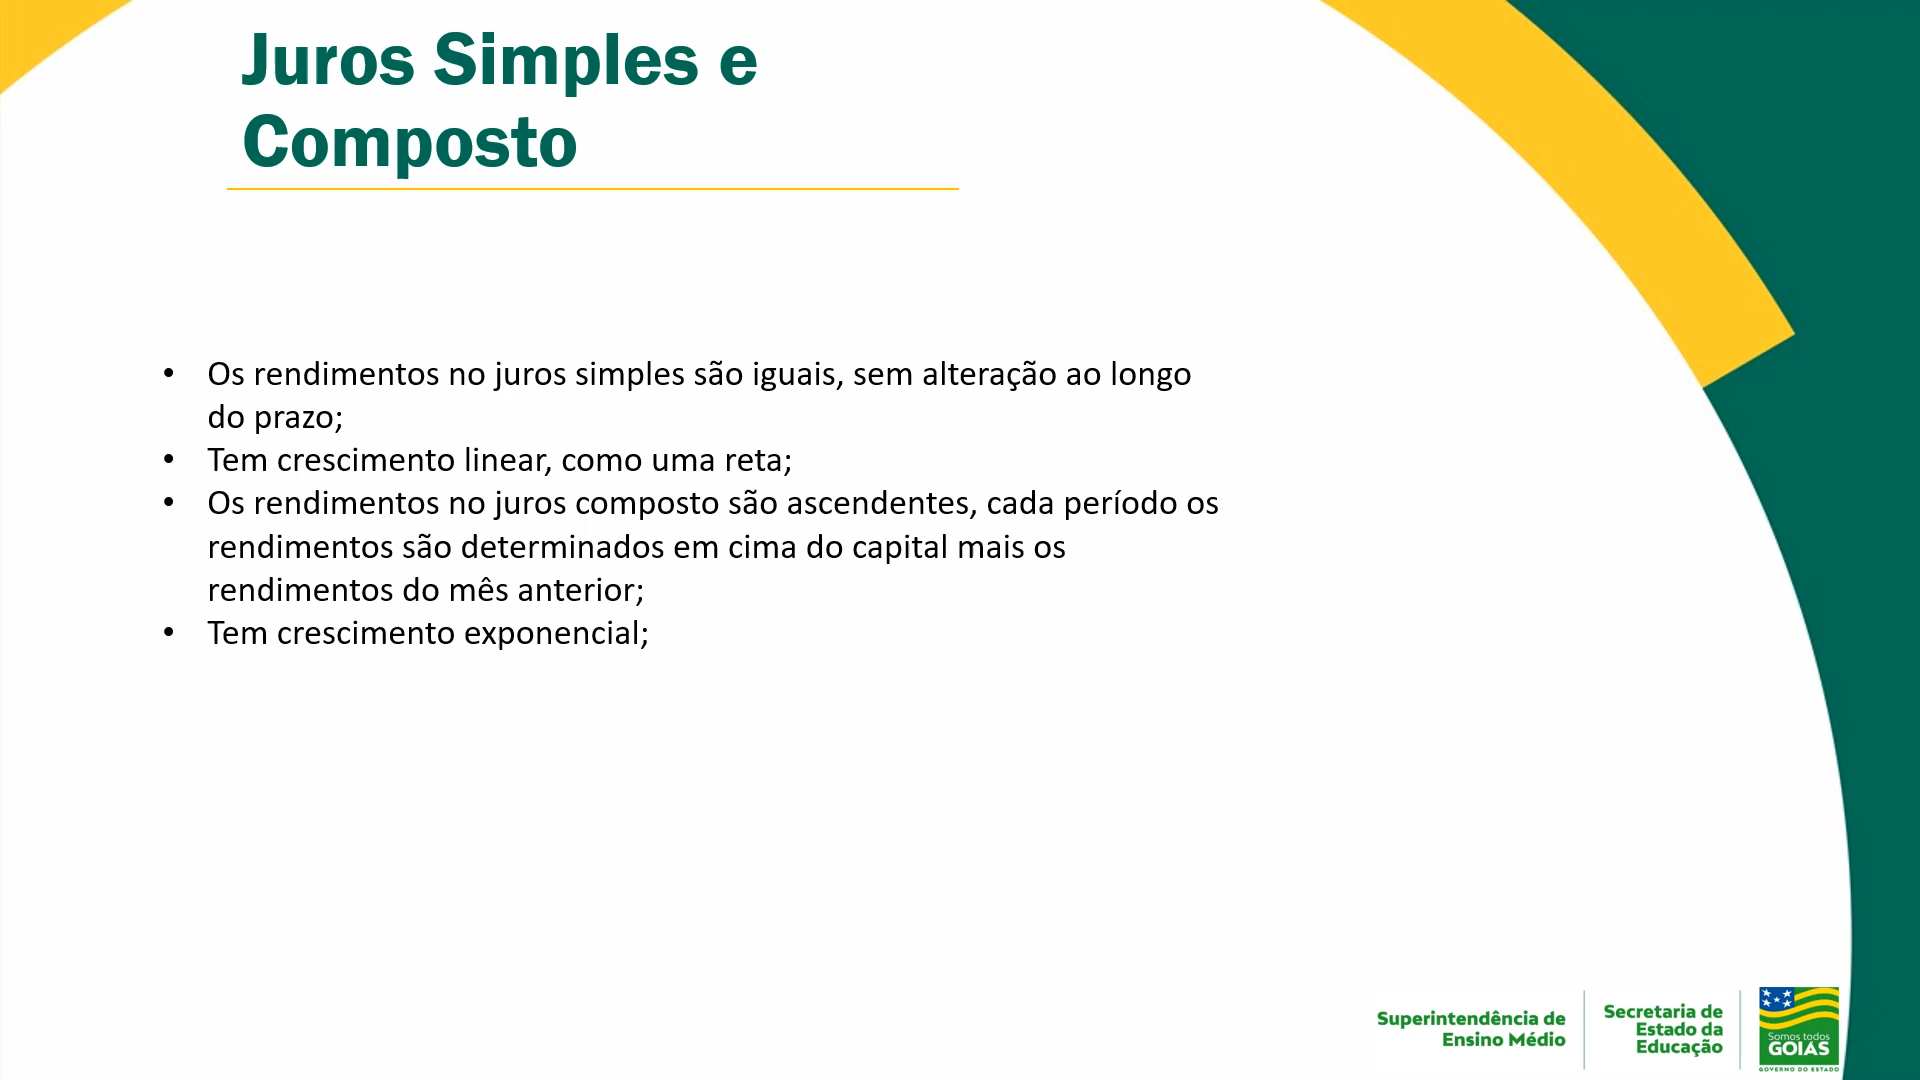 Juros Simples e
Composto
• Os rendimentos no juros simples são iguais, sem alteração ao longo
do prazo;
• Tem crescimento linear, como uma reta;
• Os rendimentos no juros composto são ascendentes, cada período os
rendimentos são determinados em cima do capital mais os
rendimentos do mês anterior;
• Tem crescimento exponencial;
Superintendência de
Ensino Médio
Secretaria de
Estado da
Educação
Somos todos
GOIÁS
GOVERNO DO ESTADO